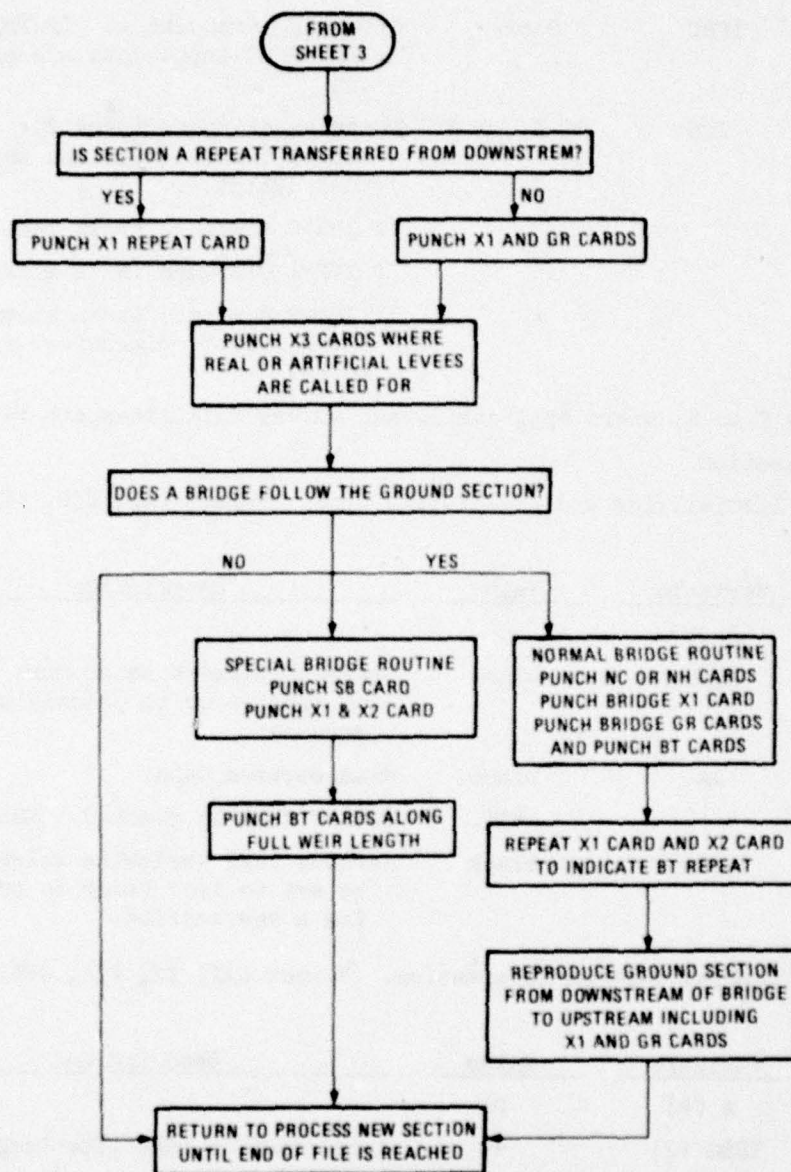 FROM
SHEET 3
IS SECTION A REPEAT TRANSFERRED FROM DOWNSTREM?
YES
NO
PUNCH X1 REPEAT CARD
PUNCH X1 AND GR CARDS
PUNCH X3 CARDS WHERE
REAL OR ARTIFICIAL LEVEES
ARE CALLED FOR
DOES A BRIDGE FOLLOW THE GROUND SECTION?
NO
YES
SPECIAL BRIDGE ROUTINE
PUNCH SB CARD
PUNCH X1 & X2 CARD
NORMAL BRIDGE ROUTINE
PUNCH NC OR NH CARDS
PUNCH BRIDGE X1 CARD
PUNCH BRIDGE GR CARDS
AND PUNCH BT CARDS
PUNCH BT CARDS ALONG
FULL WEIR LENGTH
REPEAT X1 CARD AND X2 CARD
TO INDICATE BT REPEAT
REPRODUCE GROUND SECTION
FROM DOWNSTREAM OF BRIDGE
TO UPSTREAM INCLUDING
X1 AND GR CARDS
RETURN TO PROCESS NEW SECTION
UNTIL END OF FILE IS REACHED